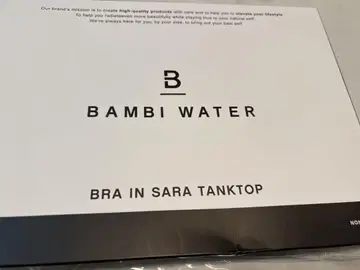 Our brand's mission is to create high-quality products with care and to help you to elevate your lifestyle
To help you radiate even more beautifully while staying true to your natural self.
We're always here for you, by your side, to bring out your best self
B
BAMBI WATER
BRA IN SARA TANKTOP